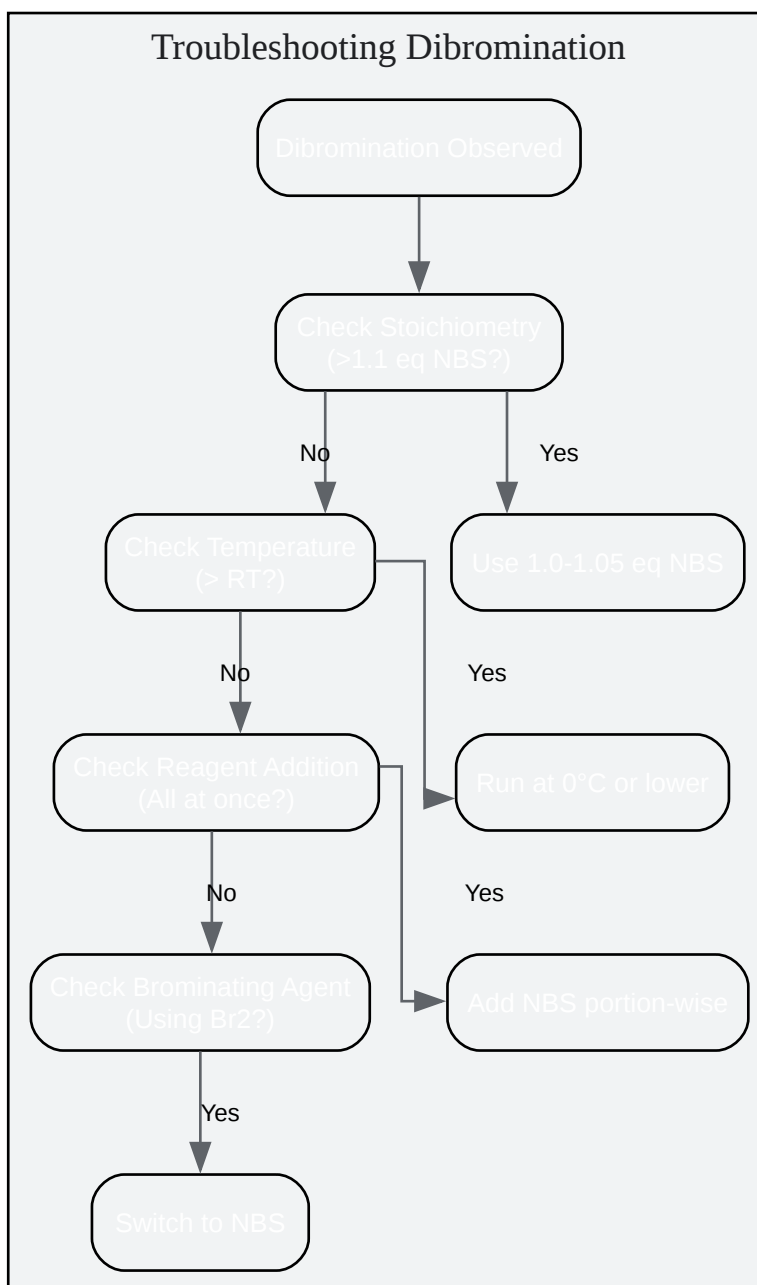 Troubleshooting Dibromination
Dibromination Observed
Check Stoichiometry
(>1.1 eq NBS?)
No
Yes
Check Temperature
(> RT?)
Use 1.0-1.05 eq NBS
No
Yes
Check Reagent Addition
(All at once?)
Run at 0°C or lower
No
Yes
Check Brominating Agent
(Using Br2?)
Add NBS portion-wise
Yes
Switch to NBS